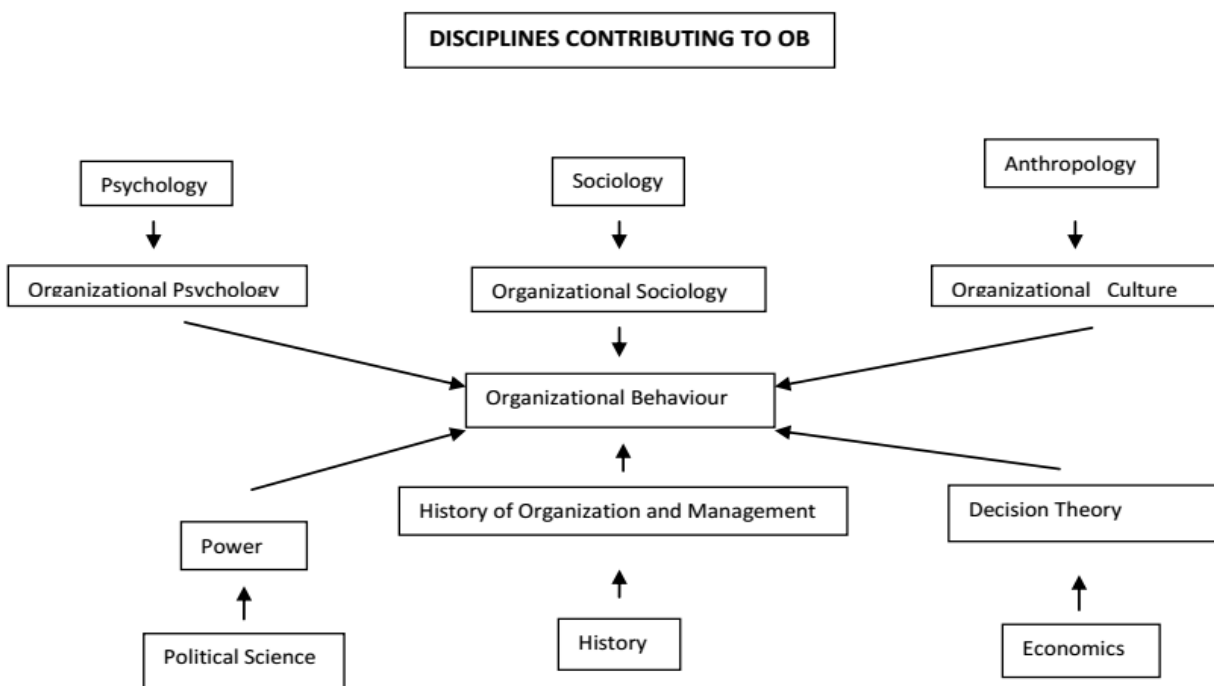 DISCIPLINES CONTRIBUTING TO OB
Psychology
Sociology
Anthropology
Organizational Psychology
Organizational Sociology
Organizational Culture
Organizational Behaviour
Power
History of Organization and Management
Decision Theory
Political Science
History
Economics